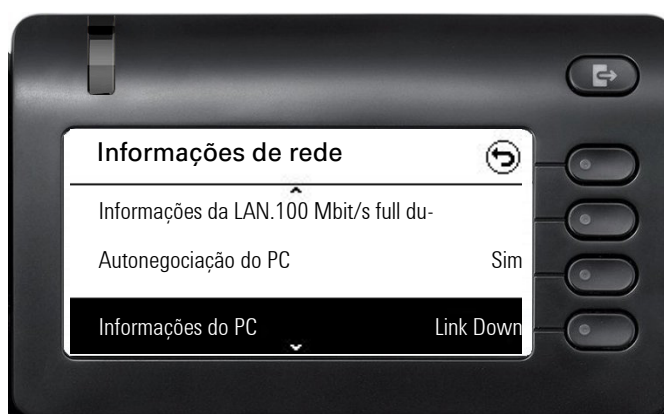 Informações de rede
Informações da LAN.100 Mbit/s full du-
Autonegociação do PC Sim
Informações do PC Link Down